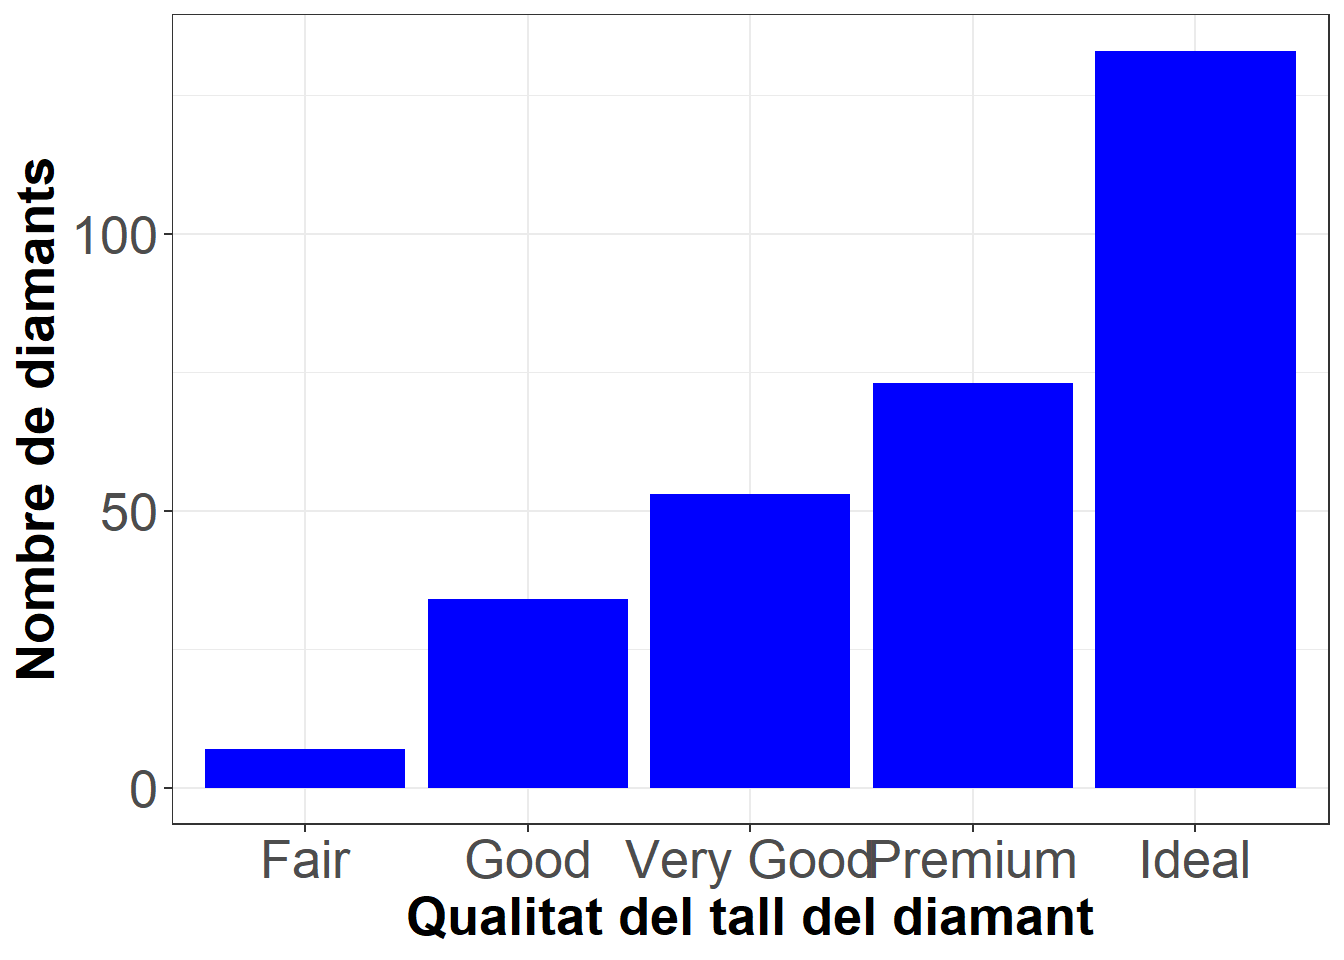 Nombre de diamants
100
50
0
Fair Good Very Good Premium Ideal
Qualitat del tall del diamant